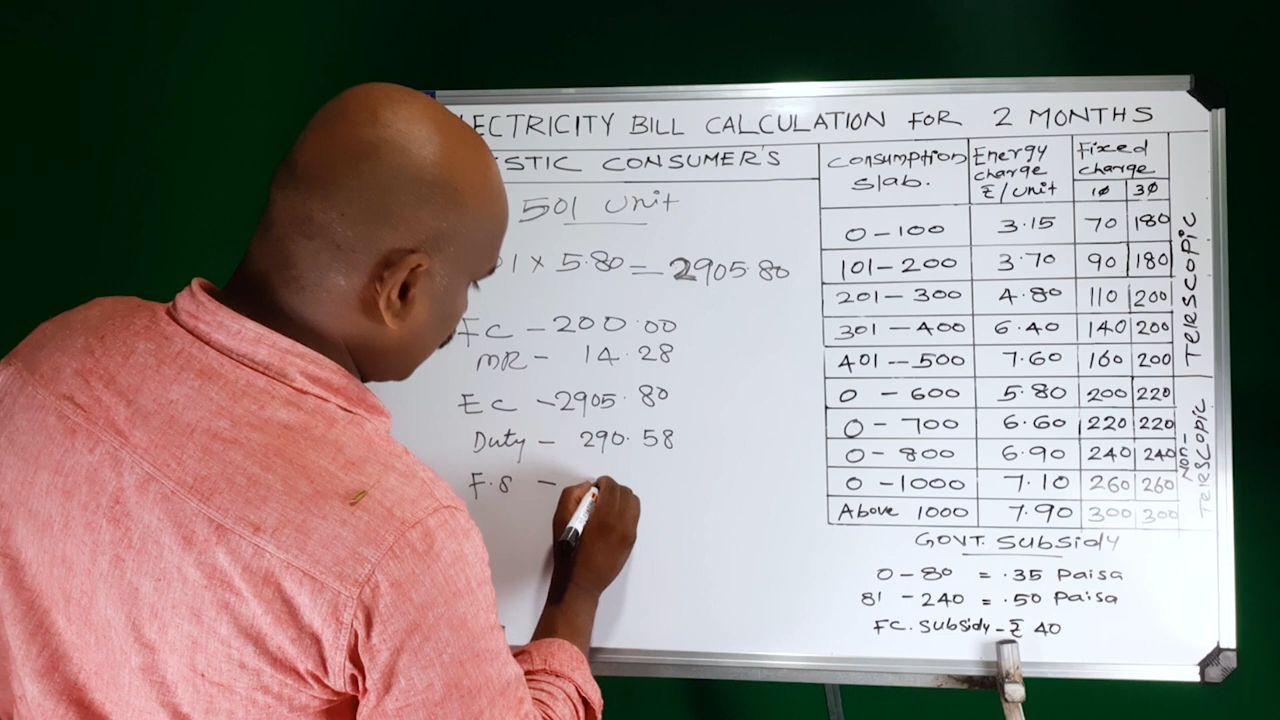 LECTRICITY BILL CALCULATION FOR 2 MONTHS
ESTIC CONSUMER'S
501 Unit
01 X 5.80 = 2905.80
FC - 200.00
MR - 14.28
EC - 2905.80
Duty - 290.58
F.S -
Consumption Slab. Energy charge ₹/Unit Fixed charge
1ø 3ø
0 - 100 3.15 70 180
101 - 200 3.70 90 180
201 - 300 4.80 110 200
301 - 400 6.40 140 200
401 - 500 7.60 160 200
0 - 600 5.80 200 220
0 - 700 6.60 220 220
0 - 800 6.90 240 240
0 - 1000 7.10 260 260
Above 1000 7.90 300 300
TELESCOPIC
NON-TELESCOPIC
GOVT. SUBSIDY
0 - 80 = .35 Paisa
81 - 240 = .50 Paisa
FC. Subsidy - ₹ 40